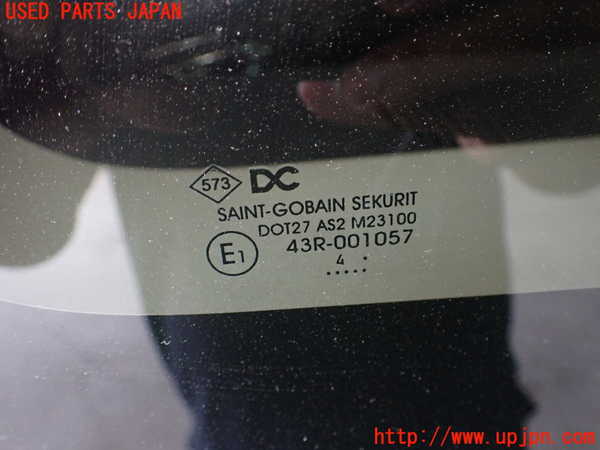 USED PARTS JAPAN
573 DC
SAINT-GOBAIN SEKURIT
DOT27 AS2 M23100
E1 43R-001057
4 .
.....
http://www.upjpn.com/